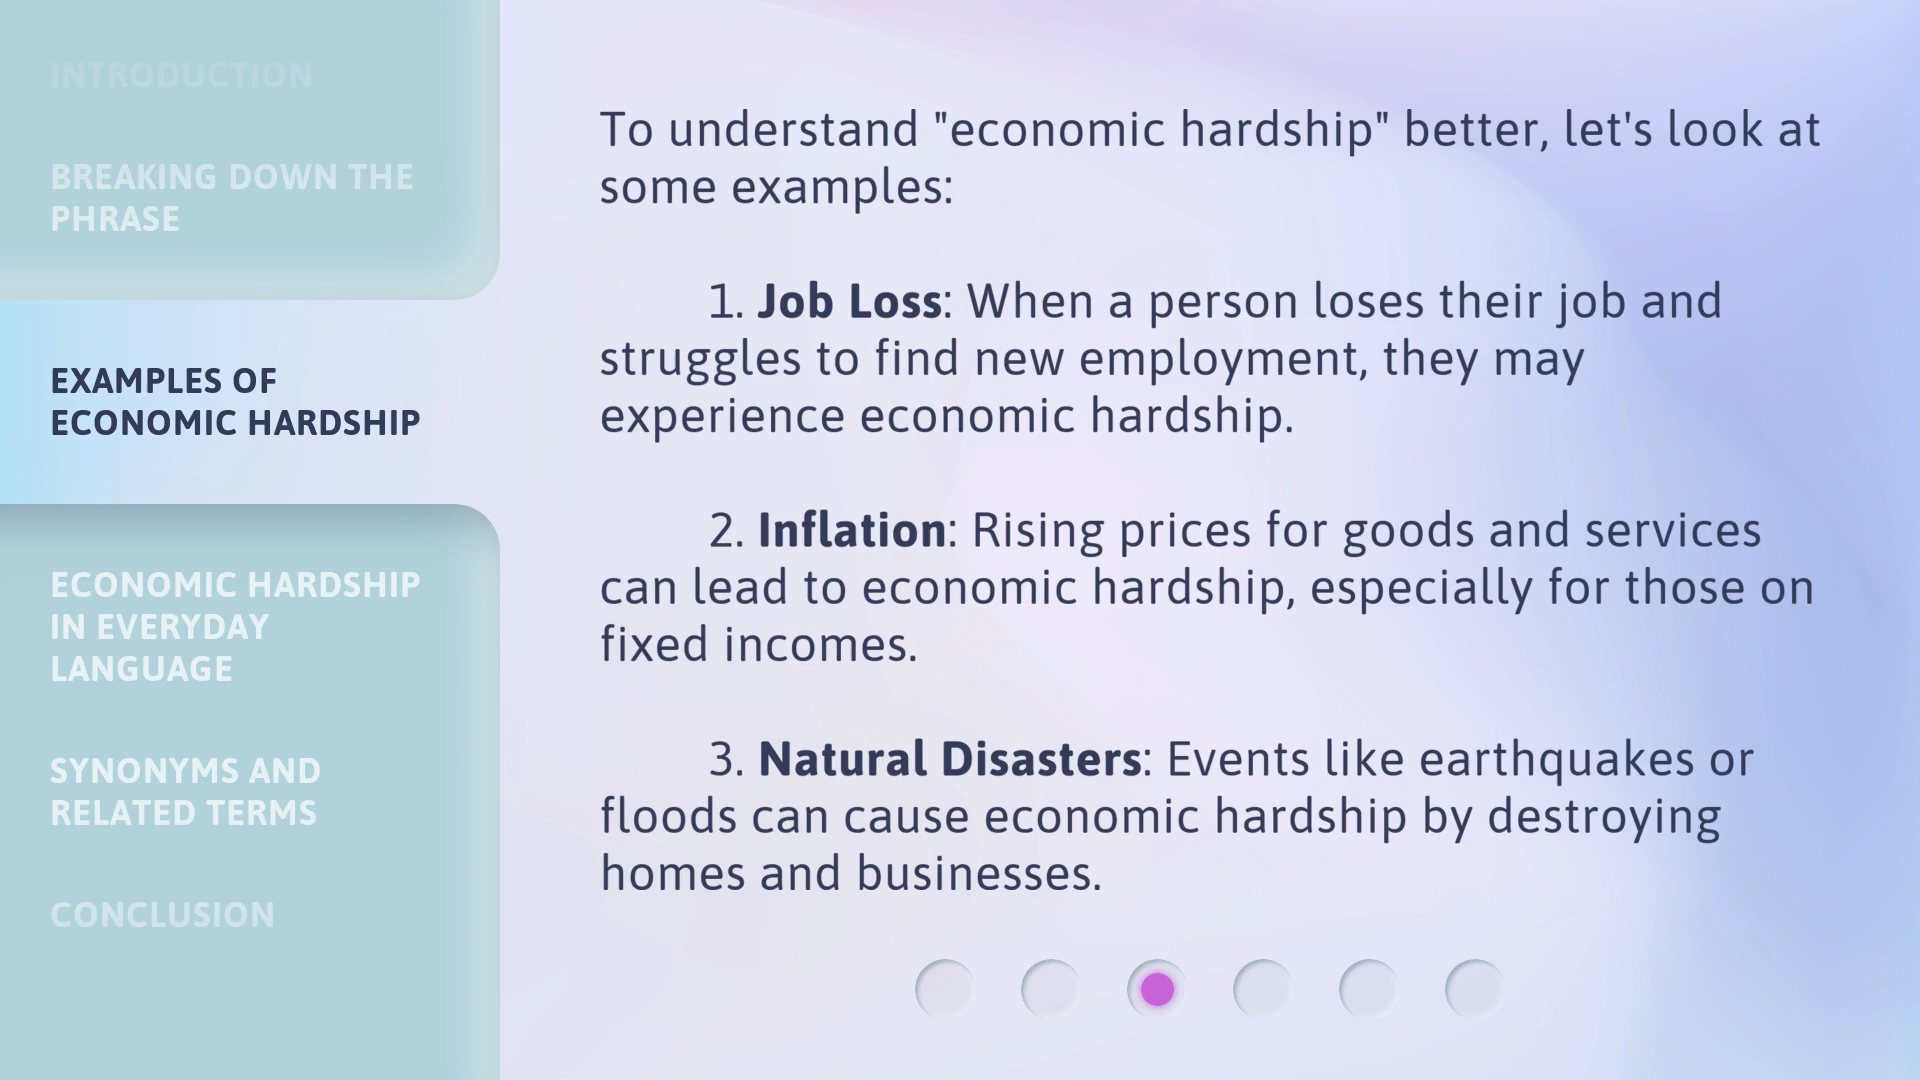 INTRODUCTION
BREAKING DOWN THE
PHRASE
EXAMPLES OF
ECONOMIC HARDSHIP
ECONOMIC HARDSHIP
IN EVERYDAY
LANGUAGE
SYNONYMS AND
RELATED TERMS
CONCLUSION
To understand "economic hardship" better, let's look at
some examples:
1. Job Loss: When a person loses their job and
struggles to find new employment, they may
experience economic hardship.
2. Inflation: Rising prices for goods and services
can lead to economic hardship, especially for those on
fixed incomes.
3. Natural Disasters: Events like earthquakes or
floods can cause economic hardship by destroying
homes and businesses.